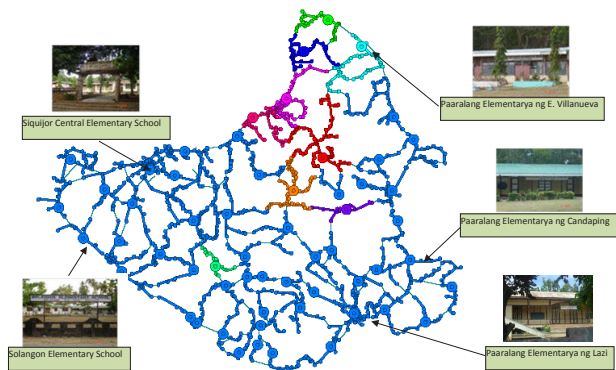 Siquijor Central Elementary School
Paaralang Elementarya ng E. Villanueva
Paaralang Elementarya ng Candaping
Solangon Elementary School
Paaralang Elementarya ng Lazi